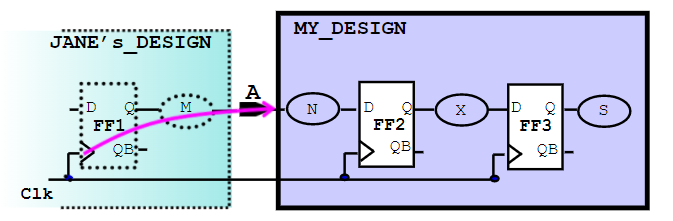 MY_DESIGN
JANE's_DESIGN
A
D Q M N D Q X D Q S
FF1 FF2 FF3
QB QB QB
Clk